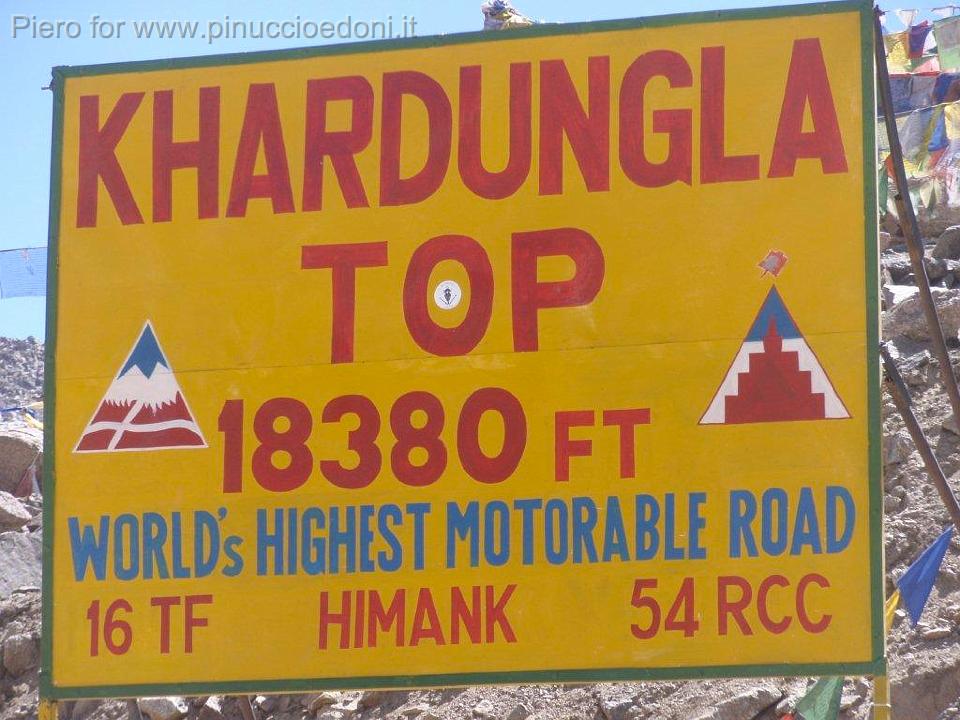 Piero for www.pinuccioedoni.it
KHARDUNGLA
TOP
18380 FT
WORLD's HIGHEST MOTORABLE ROAD
16 TF HIMANK 54 RCC